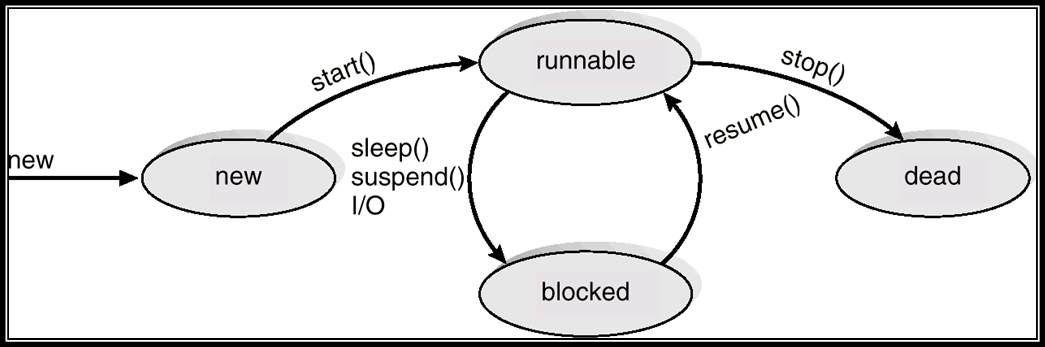 runnable
start()
stop()
resume()
new
sleep()
suspend()
I/O
new
dead
blocked